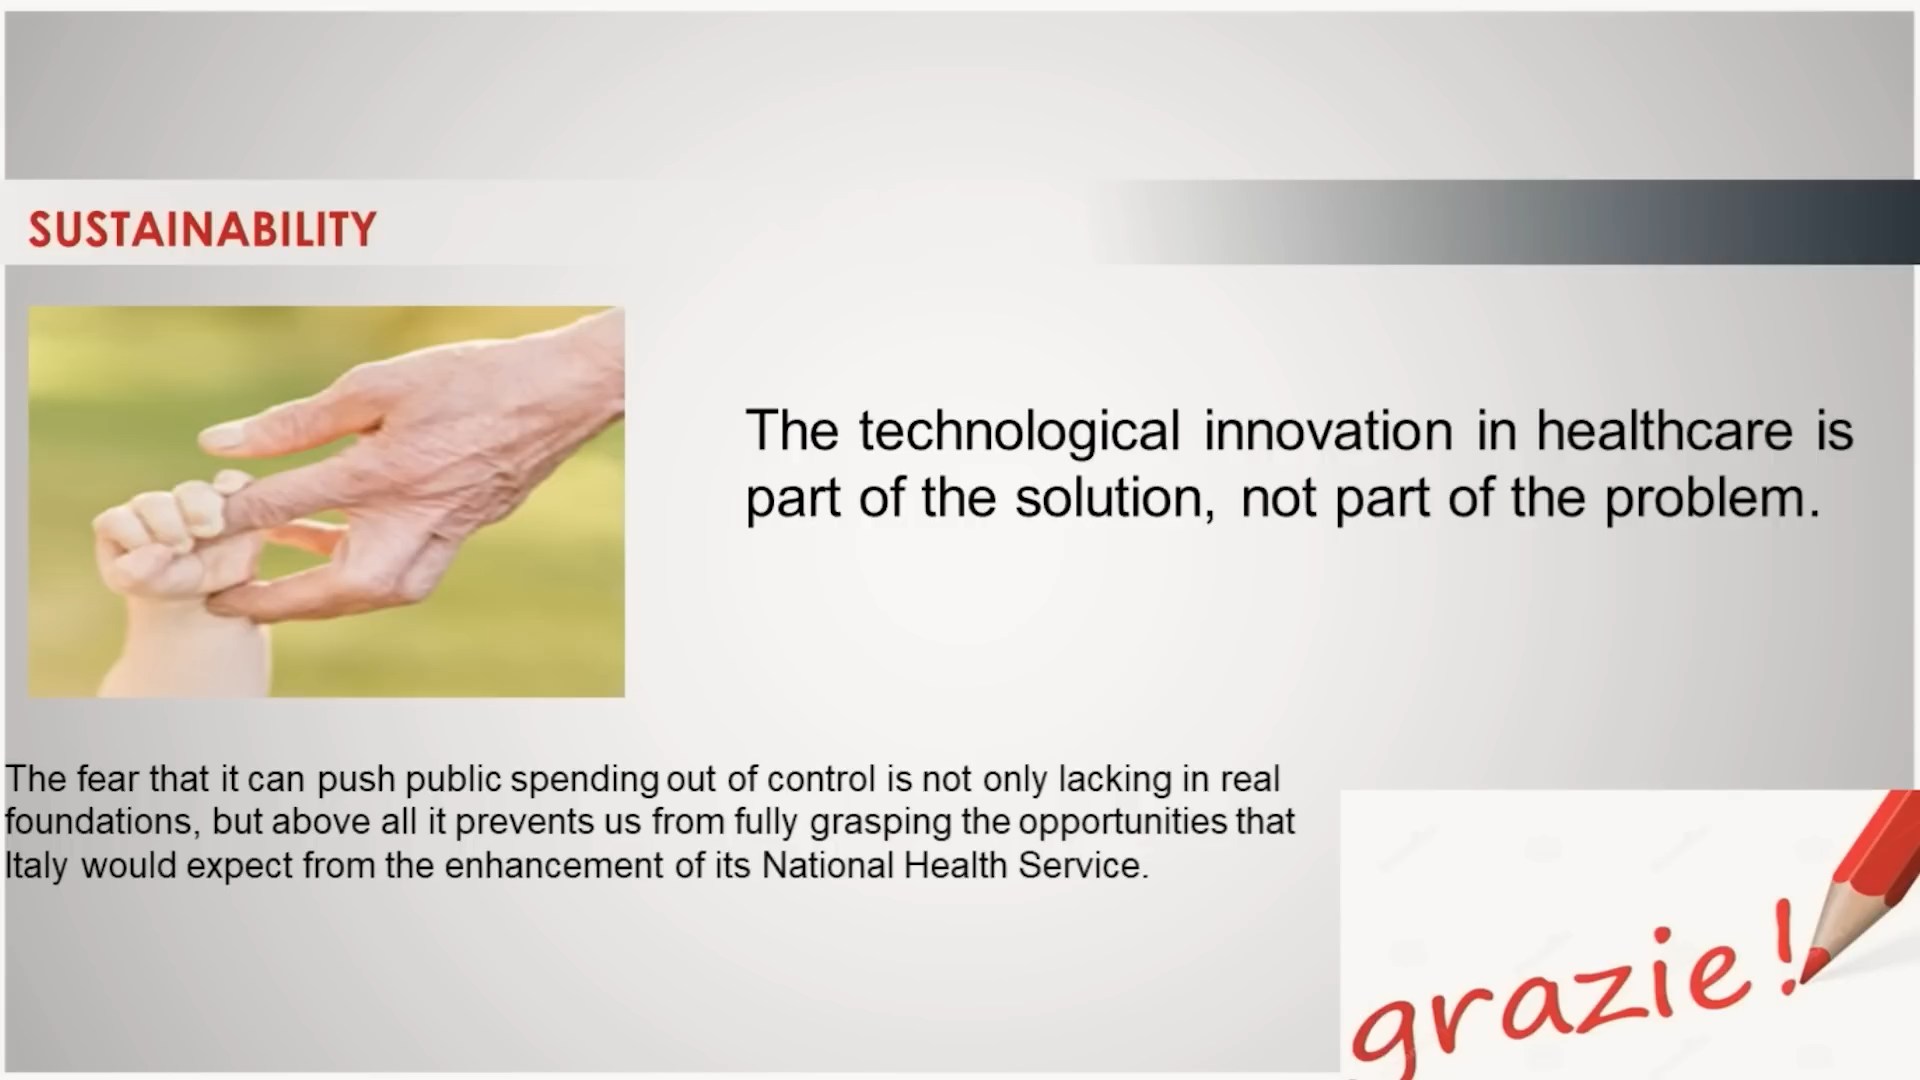 SUSTAINABILITY
The technological innovation in healthcare is
part of the solution, not part of the problem.
The fear that it can push public spending out of control is not only lacking in real
foundations, but above all it prevents us from fully grasping the opportunities that
Italy would expect from the enhancement of its National Health Service.
grazie!